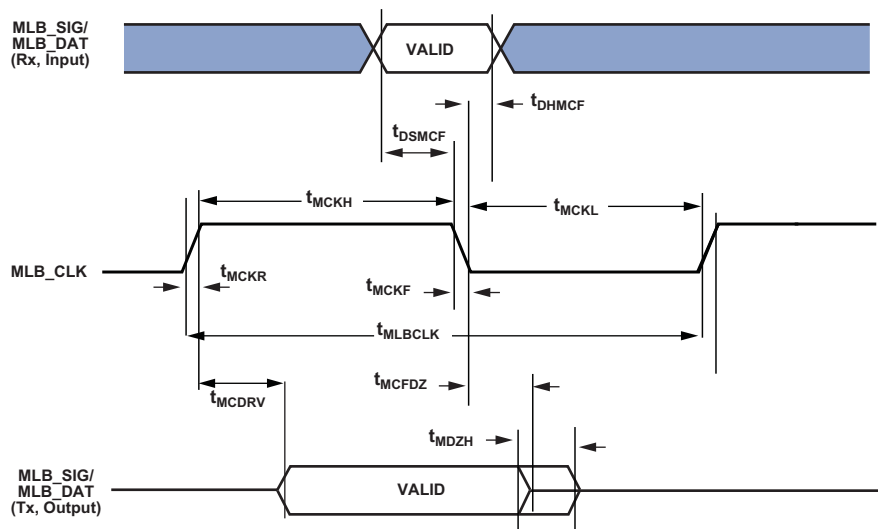 MLB_SIG/
MLB_DAT
(Rx, Input)
VALID
tDHMCF
tDSMCF
tMCKH
tMCKL
MLB_CLK
tMCKR
tMCKF
tMLBCLK
tMCFDZ
tMCDRV
tMDZH
MLB_SIG/
MLB_DAT
(Tx, Output)
VALID